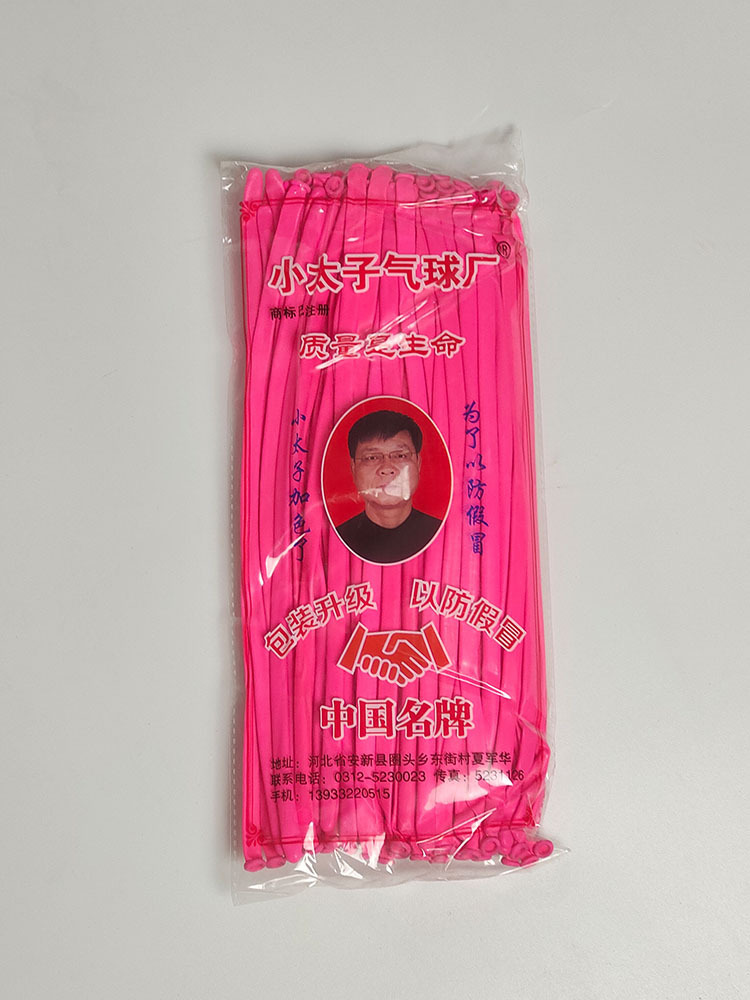 小太子气球厂®
商标已注册
质量是生命
小太子加色了
为了以防假冒
包装升级 以防假冒
中国名牌
地址：河北省安新县圈头乡东街村夏军华
联系电话：0312-5230023 传真：5231126
手机：13933220515